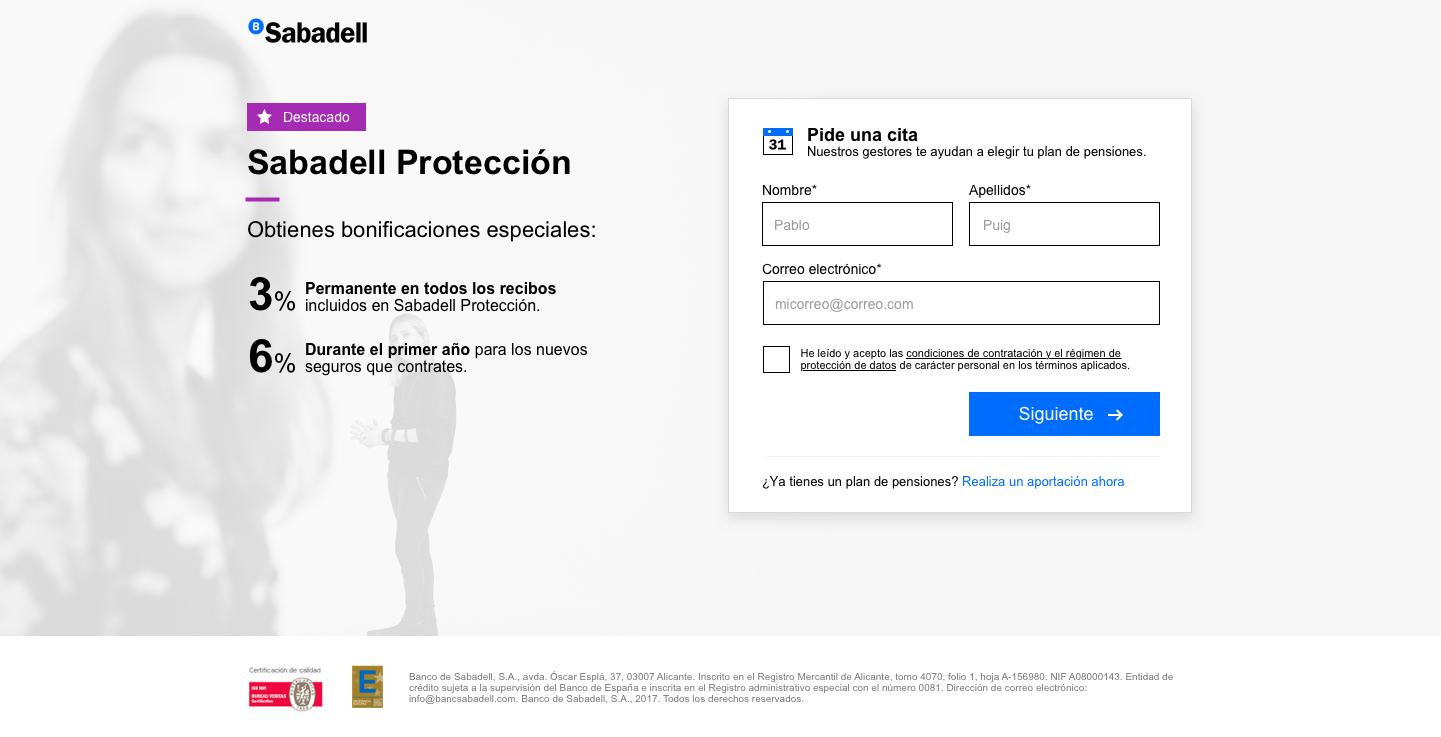 B Sabadell
Destacado
Sabadell Protección
Obtienes bonificaciones especiales:
3% Permanente en todos los recibos
incluidos en Sabadell Protección.
6% Durante el primer año para los nuevos
seguros que contrates.
31
Pide una cita
Nuestros gestores te ayudan a elegir tu plan de pensiones.
Nombre* Apellidos*
Pablo Puig
Correo electrónico*
micorreo@correo.com
He leído y acepto las condiciones de contratación y el régimen de
protección de datos de carácter personal en los términos aplicados.
Siguiente
¿Ya tienes un plan de pensiones? Realiza un aportación ahora
Certificación de calidad
BUREAU VERITAS
Certification
E
Banco de Sabadell, S.A., avda. Óscar Esplá, 37, 03007 Alicante. Inscrito en el Registro Mercantil de Alicante, tomo 4070, folio 1, hoja A-156980. NIF A08000143. Entidad de
crédito sujeta a la supervisión del Banco de España e inscrita en el Registro administrativo especial con el número 0081. Dirección de correo electrónico:
info@bancsabadell.com. Banco de Sabadell, S.A., 2017. Todos los derechos reservados.